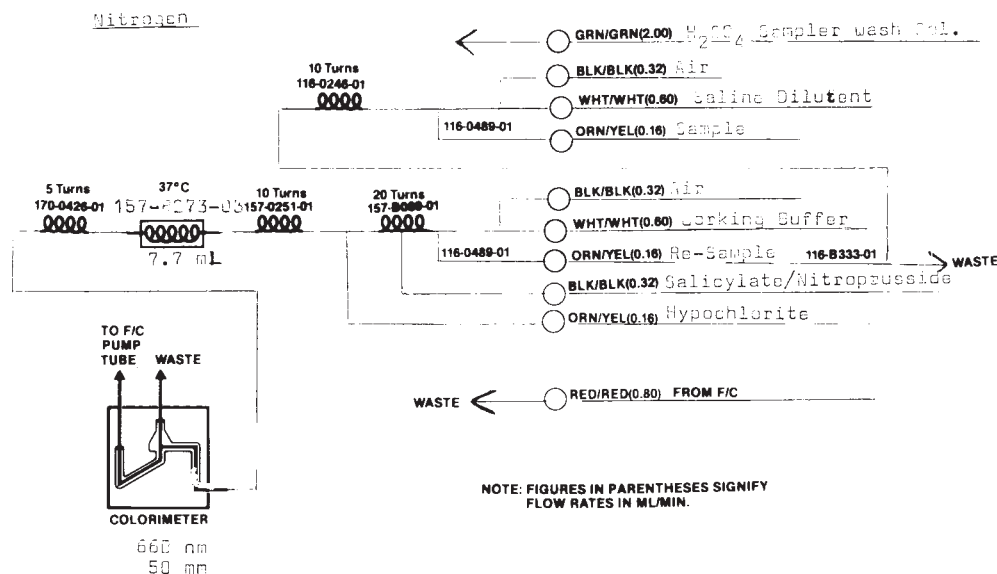 Nitrogen
GRN/GRN(2.00) H2SO4 Sampler wash Sol.
BLK/BLK(0.32) Air
10 Turns
116-0246-01
WHT/WHT(0.60) Saline Dilutent
116-0489-01
ORN/YEL(0.16) Sample
5 Turns
170-0426-01
37°C
7.7 ml
10 Turns
157-0251-01
20 Turns
BLK/BLK(0.32) Air
WHT/WHT(0.60) Working Buffer
116-0489-01
ORN/YEL(0.16) Re-Sample
116-B333-01
WASTE
BLK/BLK(0.32) Salicylate/Nitroprusside
ORN/YEL(0.16) Hypochlorite
TO F/C
PUMP
TUBE
WASTE
WASTE
RED/RED(0.80) FROM F/C
COLORIMETER
660 nm
50 mm
NOTE: FIGURES IN PARENTHESES SIGNIFY
FLOW RATES IN ML/MIN.